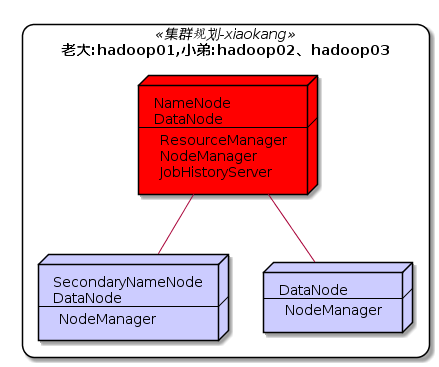 «集群规划-xiaokang»
老大:hadoop01,小弟:hadoop02、hadoop03
NameNode
DataNode
ResourceManager
NodeManager
JobHistoryServer
SecondaryNameNode
DataNode
NodeManager
DataNode
NodeManager